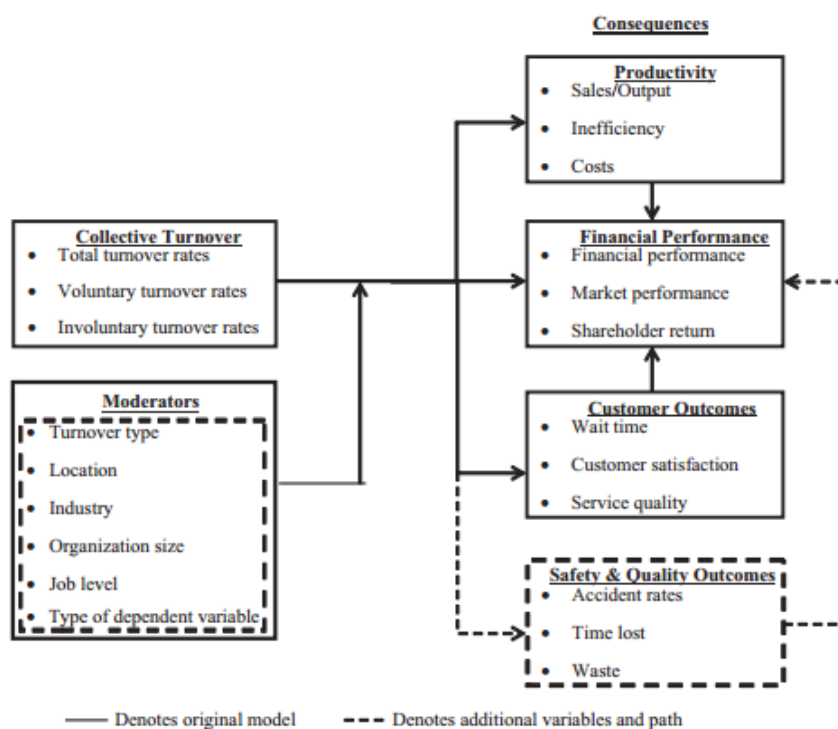 Consequences
Productivity
• Sales/Output
• Inefficiency
• Costs
Collective Turnover
• Total turnover rates
• Voluntary turnover rates
• Involuntary turnover rates
Financial Performance
• Financial performance
• Market performance
• Shareholder return
Moderators
• Turnover type
• Location
• Industry
• Organization size
• Job level
• Type of dependent variable
Customer Outcomes
• Wait time
• Customer satisfaction
• Service quality
Safety & Quality Outcomes
• Accident rates
• Time lost
• Waste
Denotes original model
Denotes additional variables and path